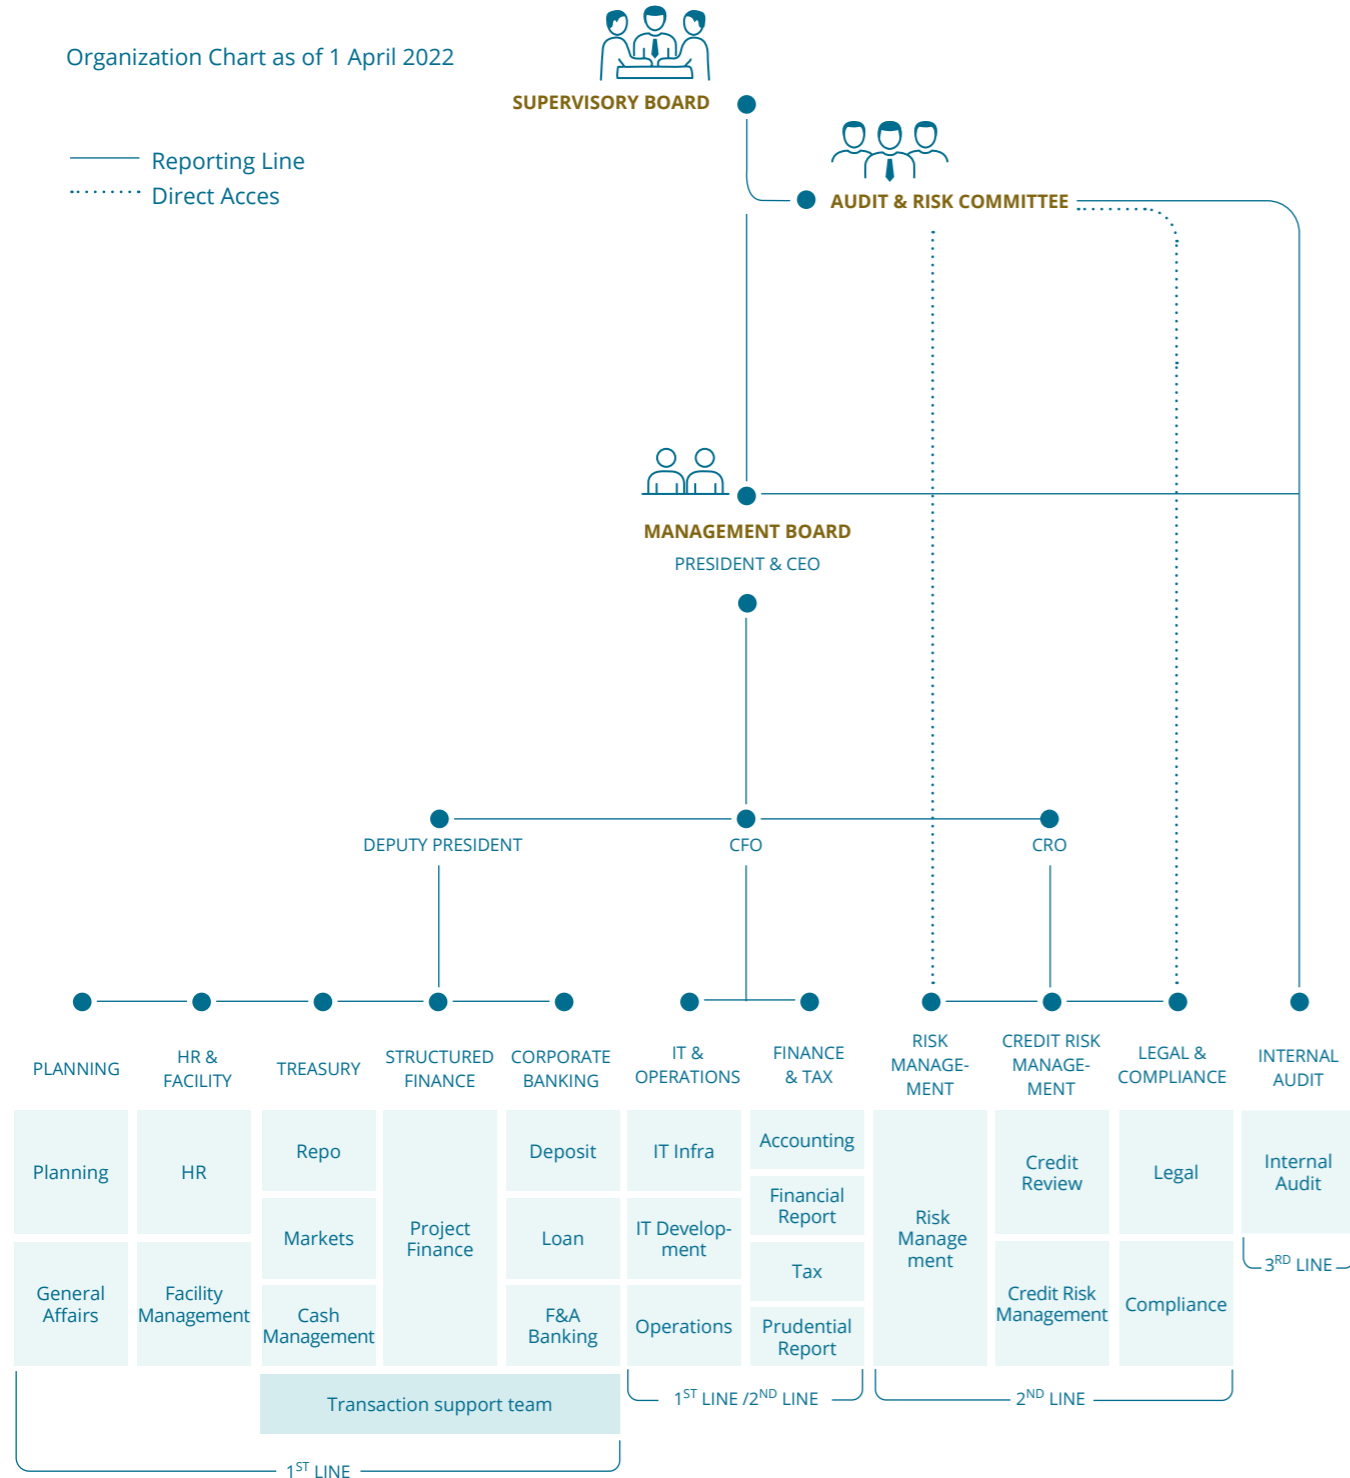 Organization Chart as of 1 April 2022
Reporting Line
Direct Acces
SUPERVISORY BOARD
AUDIT & RISK COMMITTEE
MANAGEMENT BOARD
PRESIDENT & CEO
DEPUTY PRESIDENT
CFO
CRO
PLANNING
HR &
FACILITY
TREASURY
STRUCTURED
FINANCE
CORPORATE
BANKING
IT &
OPERATIONS
FINANCE
& TAX
RISK
MANAGE-
MENT
CREDIT RISK
MANAGE-
MENT
LEGAL &
COMPLIANCE
INTERNAL
AUDIT
Planning
General
Affairs
HR
Facility
Management
Repo
Markets
Cash
Management
Project
Finance
Deposit
Loan
F&A
Banking
Transaction support team
IT Infra
IT Develop-
ment
Operations
Accounting
Financial
Report
Tax
Prudential
Report
Risk
Manage
ment
Credit
Review
Credit Risk
Management
Legal
Compliance
Internal
Audit
3RD LINE
1ST LINE /2ND LINE
2ND LINE
1ST LINE